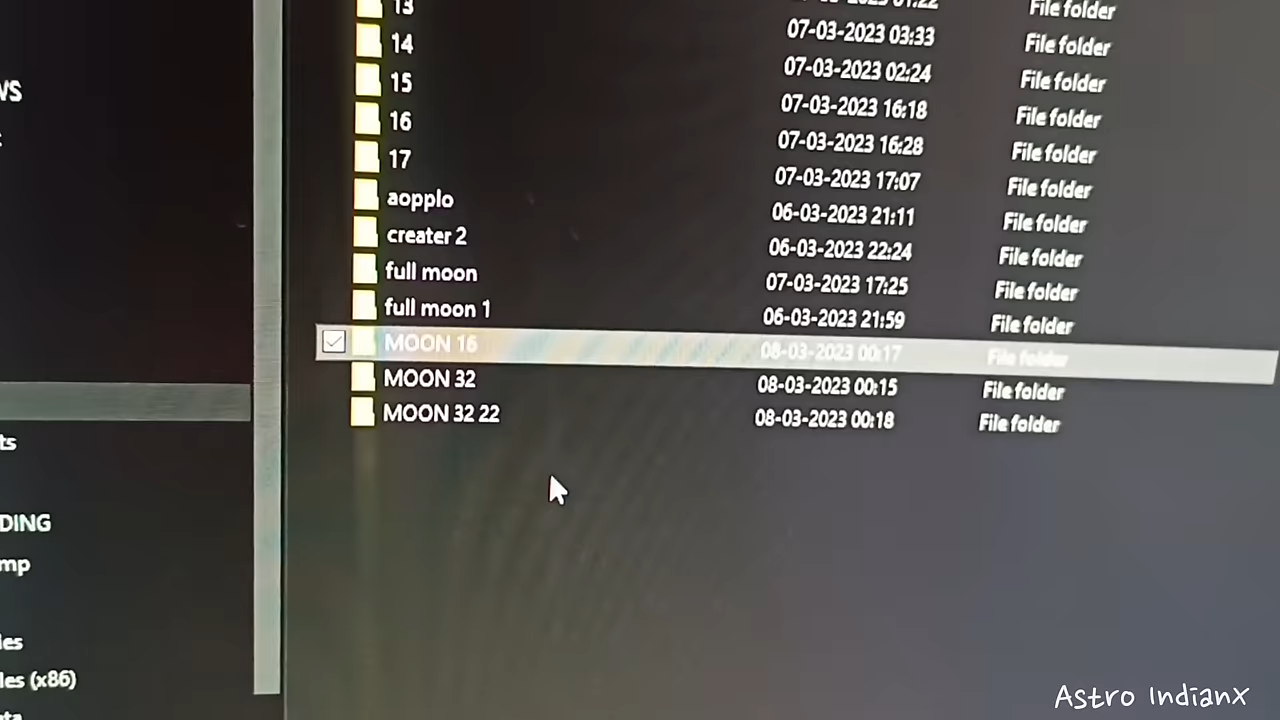 File folder
13 07-03-2023 03:33 File folder
14 07-03-2023 02:24 File folder
15 07-03-2023 16:18 File folder
16 07-03-2023 16:28 File folder
17 07-03-2023 17:07 File folder
aopplo 06-03-2023 21:11 File folder
creater 2 06-03-2023 22:24 File folder
full moon 07-03-2023 17:25 File folder
full moon 1 06-03-2023 21:59 File folder
MOON 16 08-03-2023 00:17 File folder
MOON 32 08-03-2023 00:15 File folder
MOON 32 22 08-03-2023 00:18 File folder
ts
DING
mp
les
les (x86)
Astro IndianX